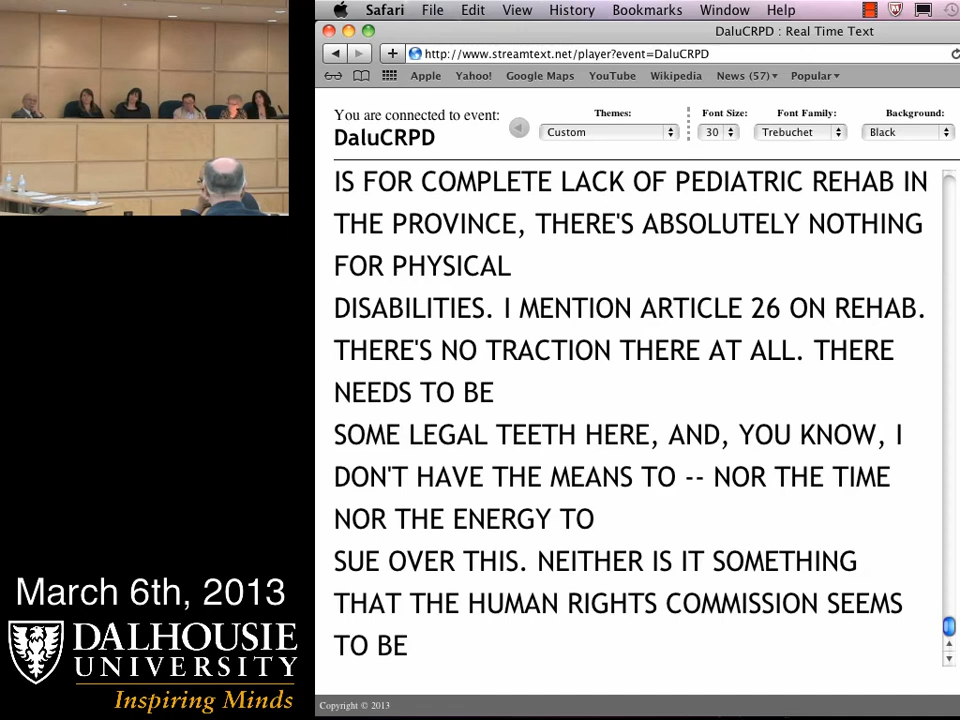 Safari File Edit View History Bookmarks Window Help
DaluCRPD : Real Time Text
http://www.streamtext.net/player?event=DaluCRPD
Apple Yahoo! Google Maps YouTube Wikipedia News (57) Popular
You are connected to event:
DaluCRPD
Themes: Font Size: Font Family: Background:
Custom 30 Trebuchet Black
IS FOR COMPLETE LACK OF PEDIATRIC REHAB IN
THE PROVINCE, THERE'S ABSOLUTELY NOTHING
FOR PHYSICAL
DISABILITIES. I MENTION ARTICLE 26 ON REHAB.
THERE'S NO TRACTION THERE AT ALL. THERE
NEEDS TO BE
SOME LEGAL TEETH HERE, AND, YOU KNOW, I
DON'T HAVE THE MEANS TO -- NOR THE TIME
NOR THE ENERGY TO
SUE OVER THIS. NEITHER IS IT SOMETHING
THAT THE HUMAN RIGHTS COMMISSION SEEMS
TO BE
Copyright © 2013
March 6th, 2013
DALHOUSIE
UNIVERSITY
Inspiring Minds